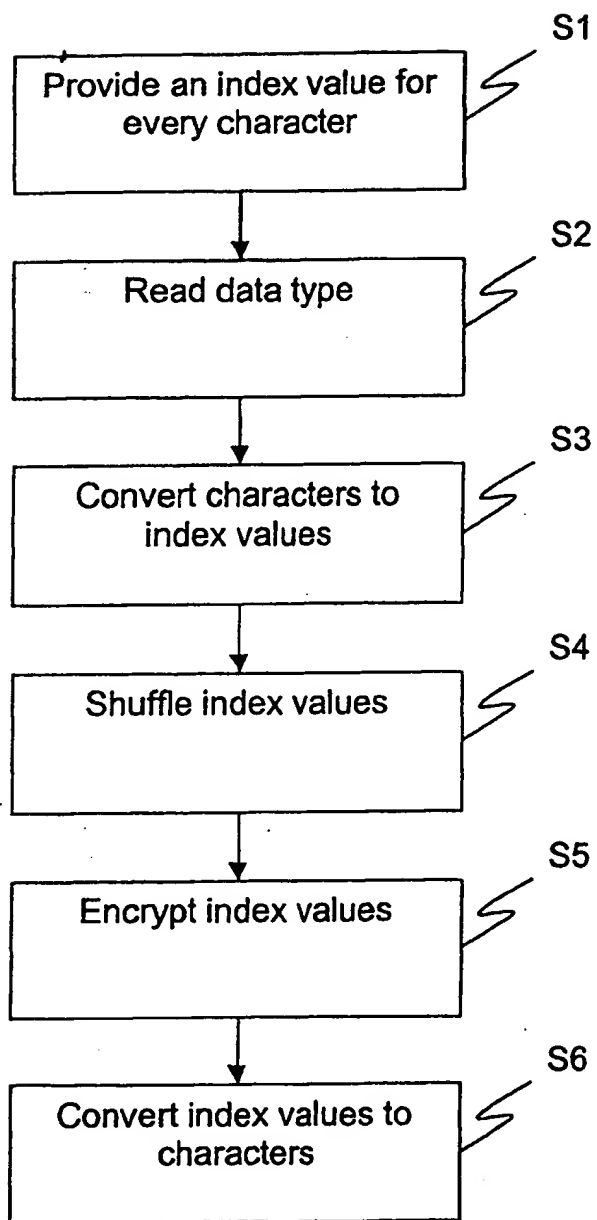 S1
Provide an index value for
every character
S2
Read data type
S3
Convert characters to
index values
S4
Shuffle index values
S5
Encrypt index values
S6
Convert index values to
characters